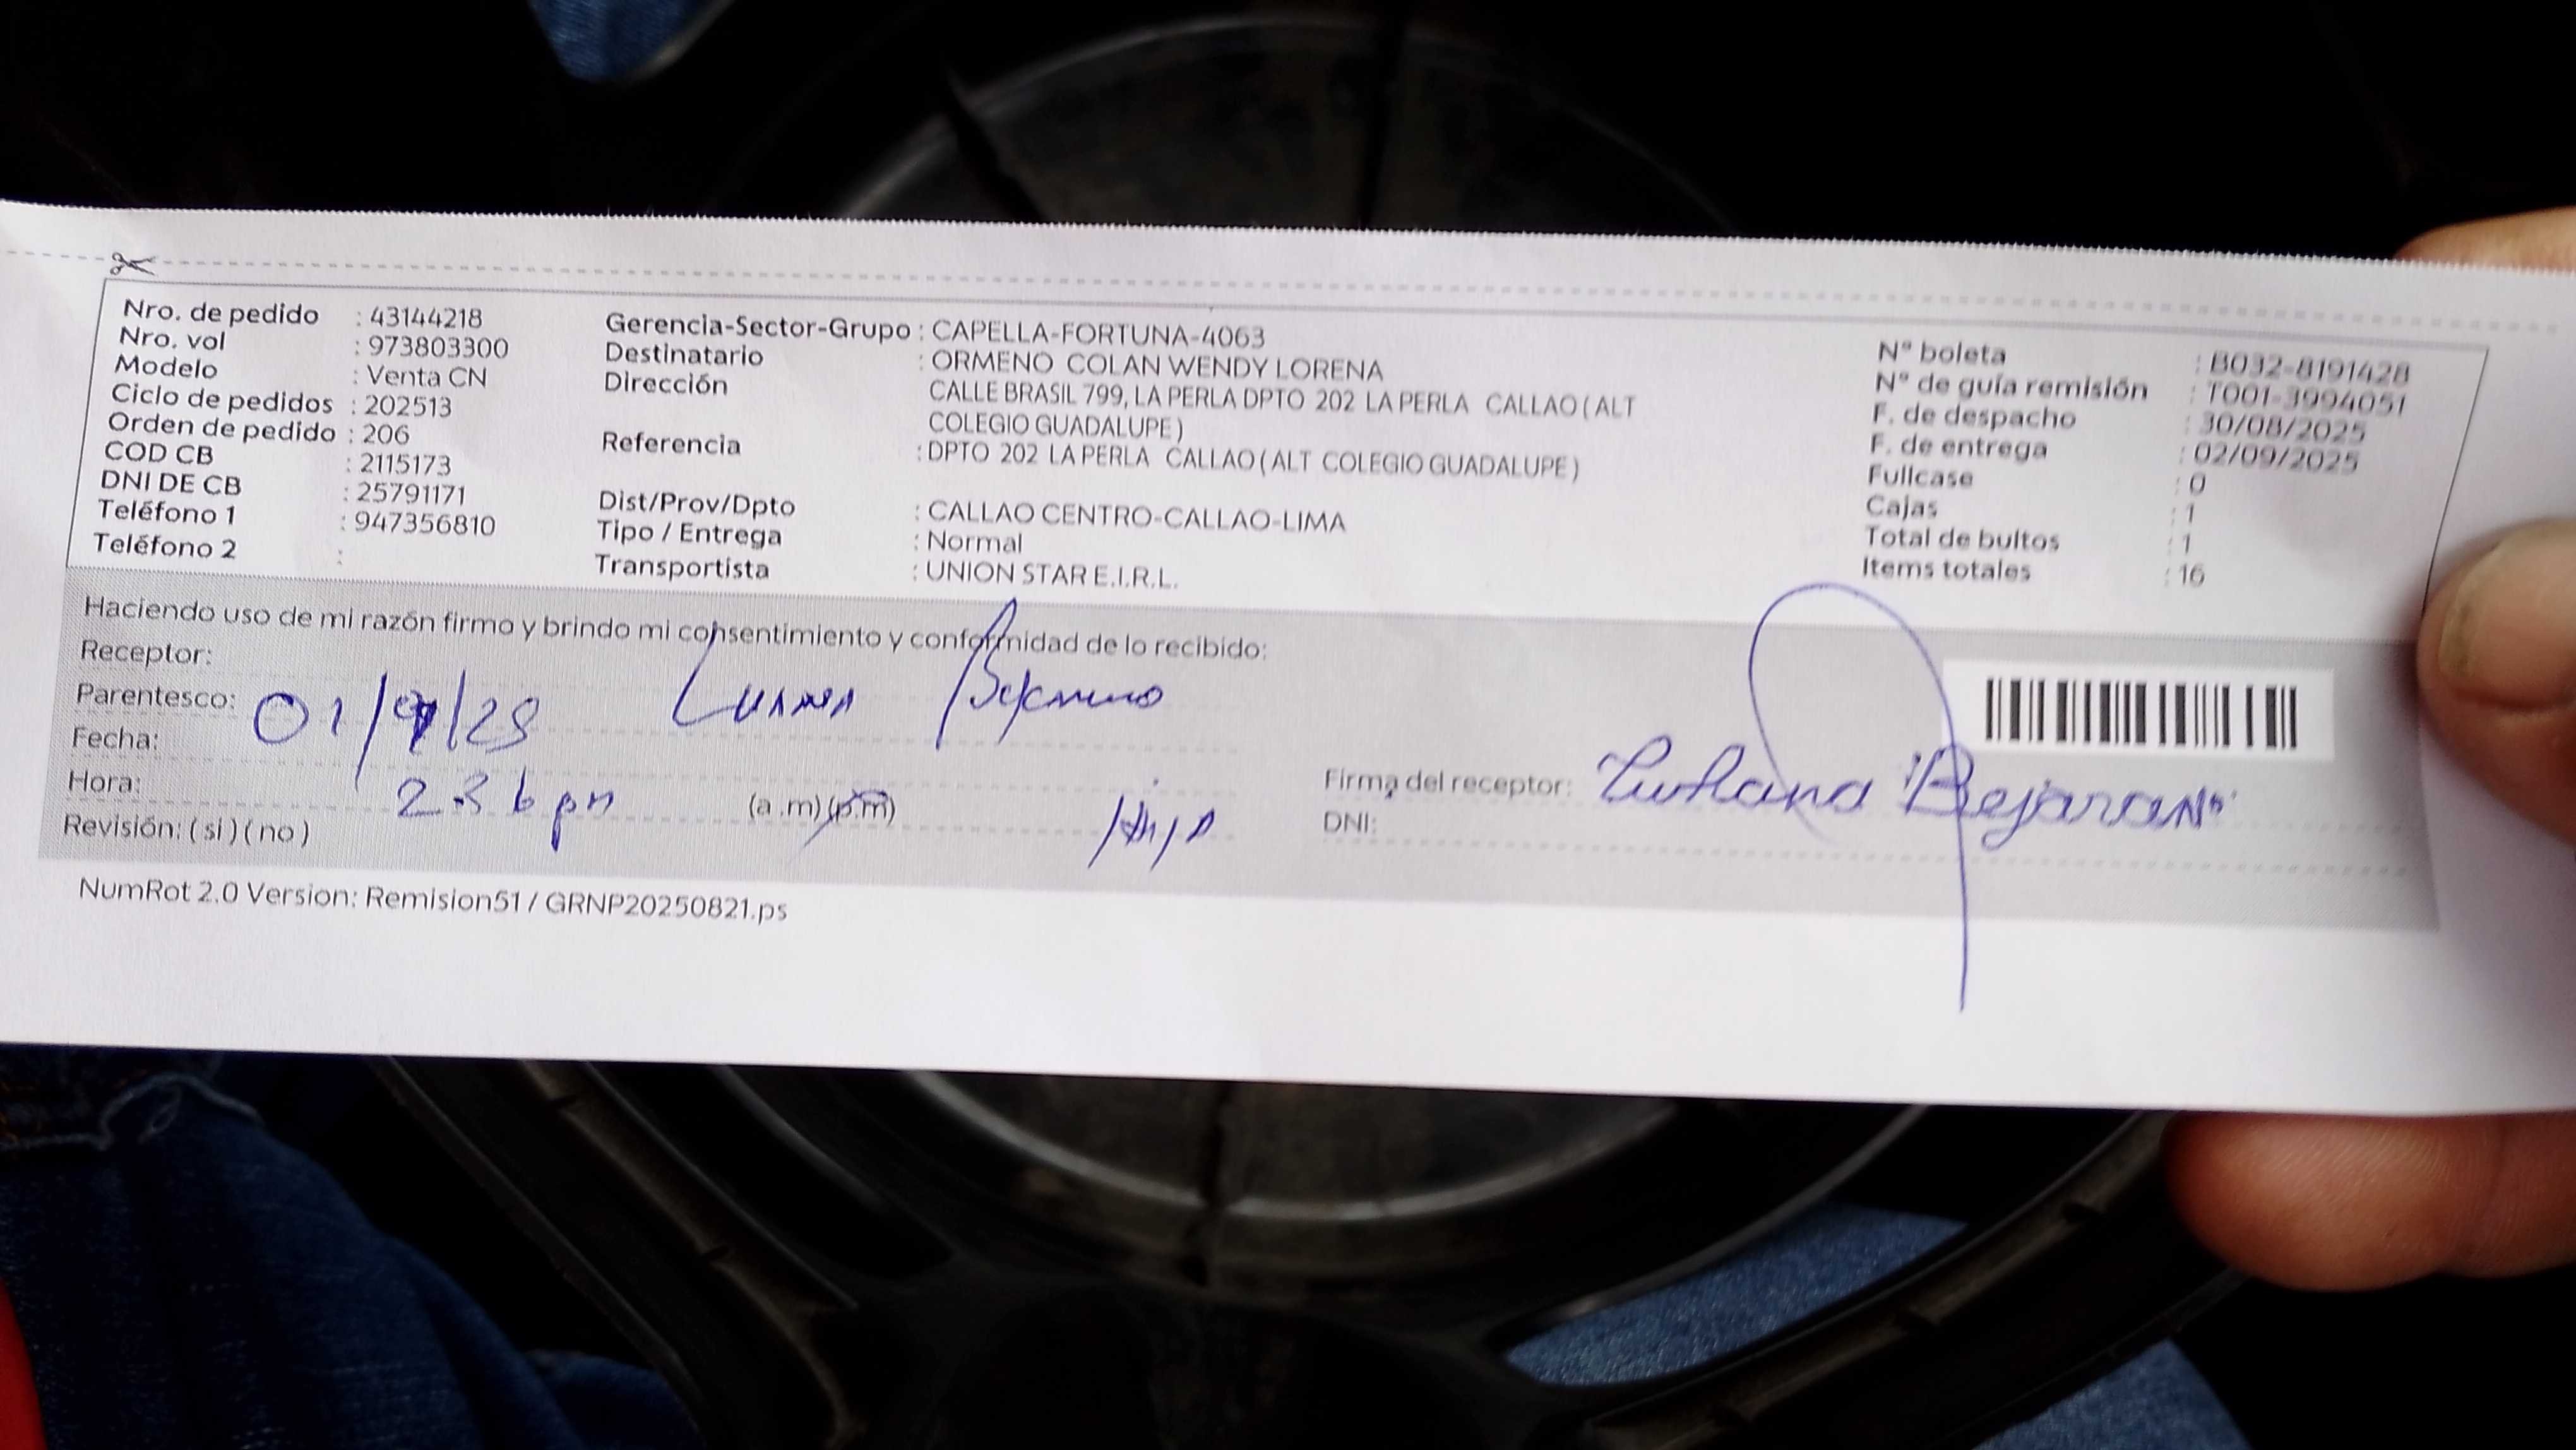 Nro. de pedido : 43144218
Nro. vol : 973803300
Modelo : Venta CN
Ciclo de pedidos : 202513
Orden de pedido : 206
COD CB : 2115173
DNI DE CB : 25791171
Teléfono 1 : 947356810
Teléfono 2 :
Gerencia-Sector-Grupo : CAPELLA-FORTUNA-4063
Destinatario : ORMENO COLAN WENDY LORENA
Dirección CALLE BRASIL 799, LA PERLA DPTO 202 LA PERLA CALLAO ( ALT
COLEGIO GUADALUPE )
Referencia : DPTO 202 LA PERLA CALLAO ( ALT COLEGIO GUADALUPE )
Dist/Prov/Dpto : CALLAO CENTRO-CALLAO-LIMA
Tipo / Entrega : Normal
Transportista : UNION STAR E.I.R.L.
N° boleta : B032-8191428
N° de guía remisión : T001-3994051
F. de despacho : 30/08/2025
F. de entrega : 02/09/2025
Fullcase : 0
Cajas : 1
Total de bultos : 1
Items totales : 16
Haciendo uso de mi razón firmo y brindo mi consentimiento y conformidad de lo recibido:
Receptor:
Parentesco:
Fecha: 01/9/25 Bejarano
Hora: 2.36 pm (a .m) (p.m) Hija
Revisión: ( si ) ( no )
Firma del receptor: Bejarano
DNI:
NumRot 2.0 Version: Remision51 / GRNP20250821.ps